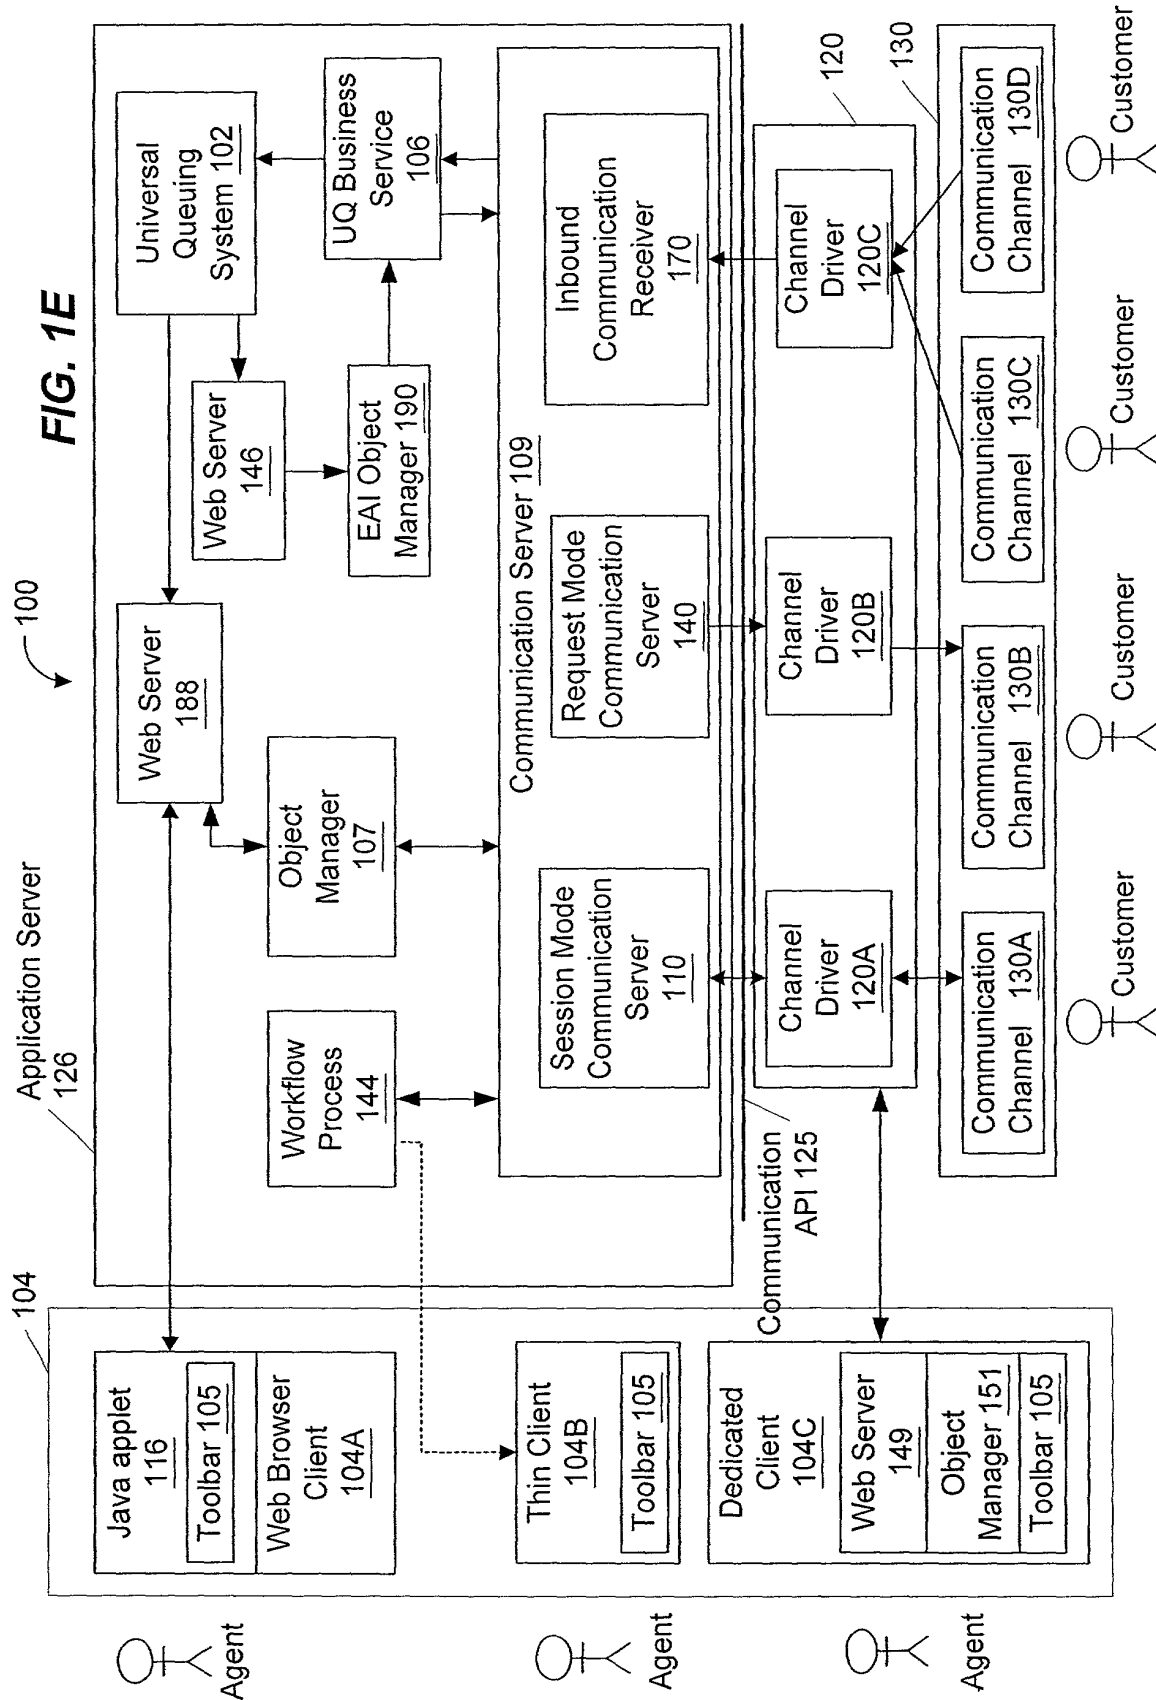 FIG. 1E
100
Application Server
126
104
Java applet
116
Toolbar 105
Web Browser
Client
104A
Agent
Web Server
188
Universal
Queuing
System 102
Web Server
146
EAI Object
Manager 190
UQ Business
Service
106
Workflow
Process
144
Object
Manager
107
Communication Server 109
Session Mode
Communication
Server
110
Request Mode
Communication
Server
140
Inbound
Communication
Receiver
170
Thin Client
104B
Toolbar 105
Agent
Communication
API 125
Dedicated
Client
104C
Web Server
149
Object
Manager 151
Toolbar 105
Agent
120
Channel
Driver
120A
Channel
Driver
120B
Channel
Driver
120C
130
Communication
Channel 130A
Communication
Channel 130B
Communication
Channel 130C
Communication
Channel 130D
Customer
Customer
Customer
Customer